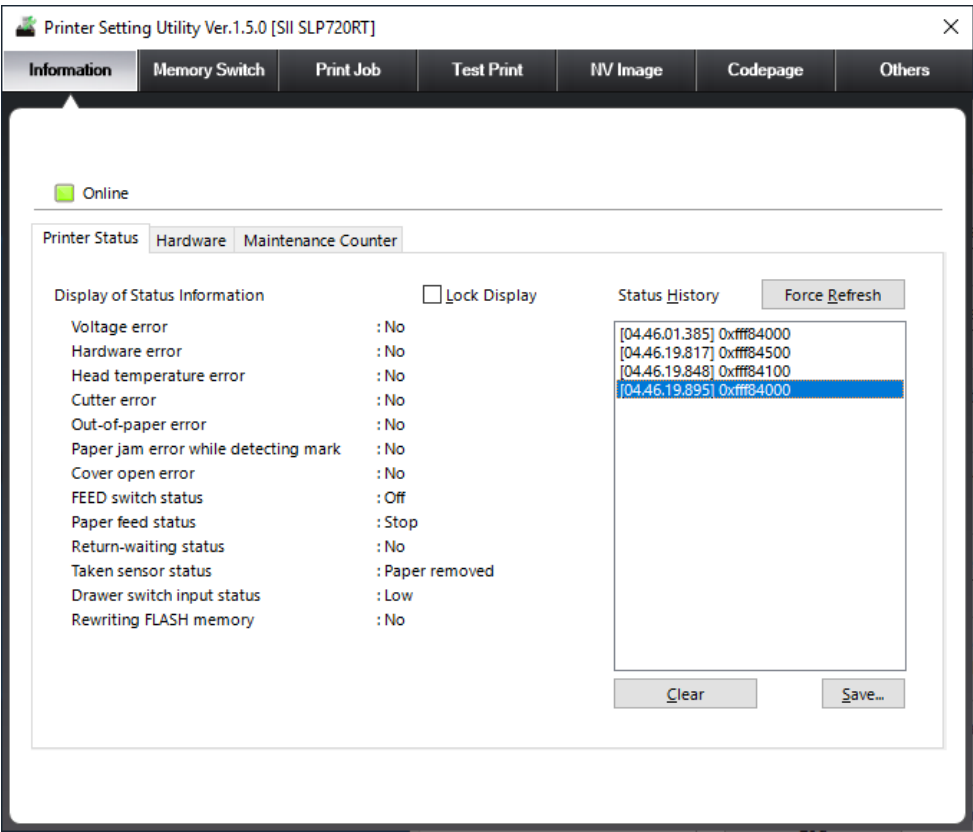 Printer Setting Utility Ver.1.5.0 [SII SLP720RT]
Information Memory Switch Print Job Test Print NV Image Codepage Others
Online
Printer Status Hardware Maintenance Counter
Display of Status Information Lock Display Status History Force Refresh
Voltage error : No
Hardware error : No
Head temperature error : No
Cutter error : No
Out-of-paper error : No
Paper jam error while detecting mark : No
Cover open error : No
FEED switch status : Off
Paper feed status : Stop
Return-waiting status : No
Taken sensor status : Paper removed
Drawer switch input status : Low
Rewriting FLASH memory : No
[04.46.01.385] 0xfff84000
[04.46.19.817] 0xfff84500
[04.46.19.848] 0xfff84100
[04.46.19.895] 0xfff84000
Clear Save...